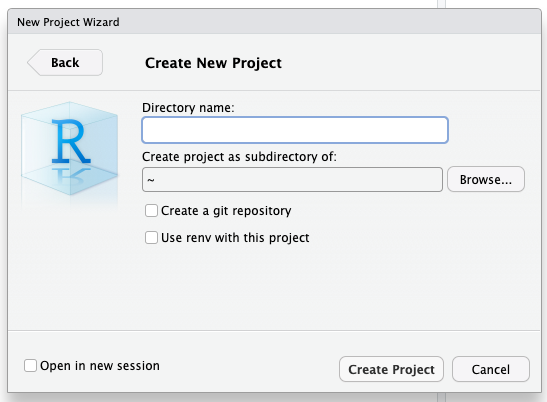 New Project Wizard
Back
Create New Project
R
Directory name:
Create project as subdirectory of:
~
Browse...
Create a git repository
Use renv with this project
Open in new session
Create Project
Cancel